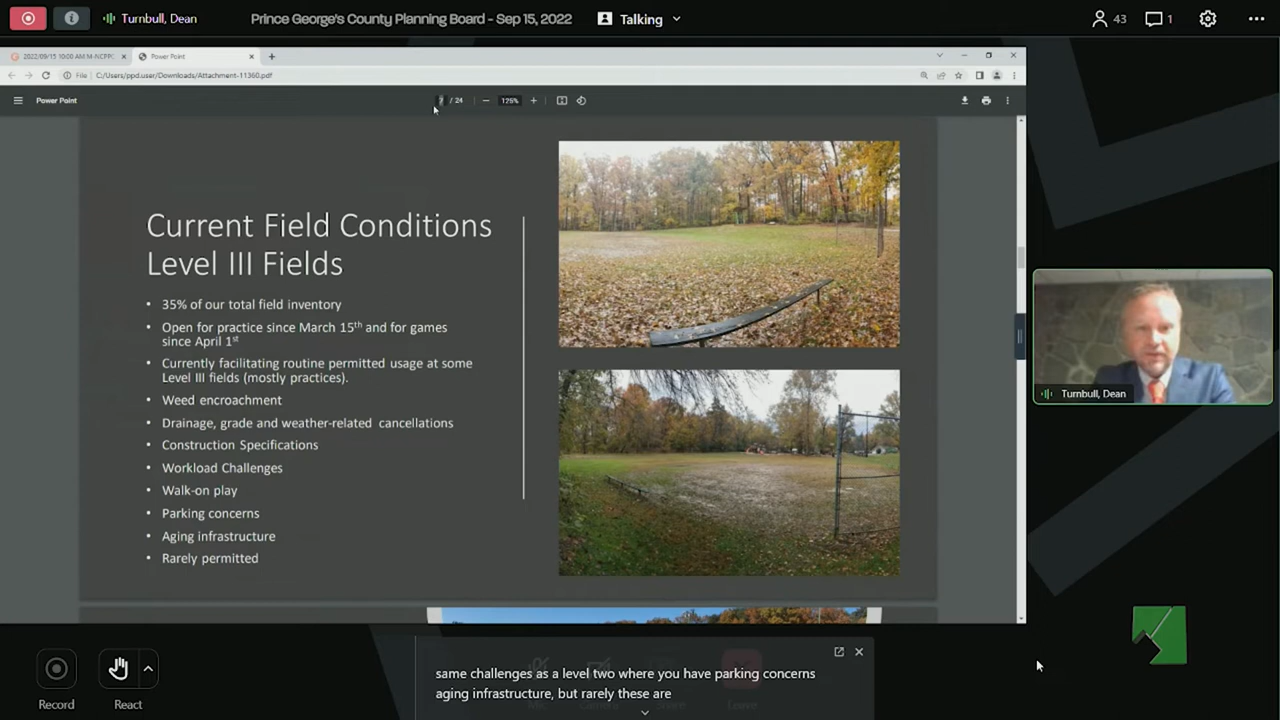 Turnbull, Dean
Prince George's County Planning Board - Sep 15, 2022
Talking
43
1
2022/09/15 10:00 AM M-NCPPC
Power Point
File
C:/Users/ppd.user/Downloads/Attachment-11360.pdf
Power Point
/ 24
125%
Current Field Conditions
Level III Fields
• 35% of our total field inventory
• Open for practice since March 15th and for games
since April 1st
• Currently facilitating routine permitted usage at some
Level III fields (mostly practices).
• Weed encroachment
• Drainage, grade and weather-related cancellations
• Construction Specifications
• Workload Challenges
• Walk-on play
• Parking concerns
• Aging infrastructure
• Rarely permitted
Turnbull, Dean
same challenges as a level two where you have parking concerns
aging infrastructure, but rarely these are
Record
React
Leave